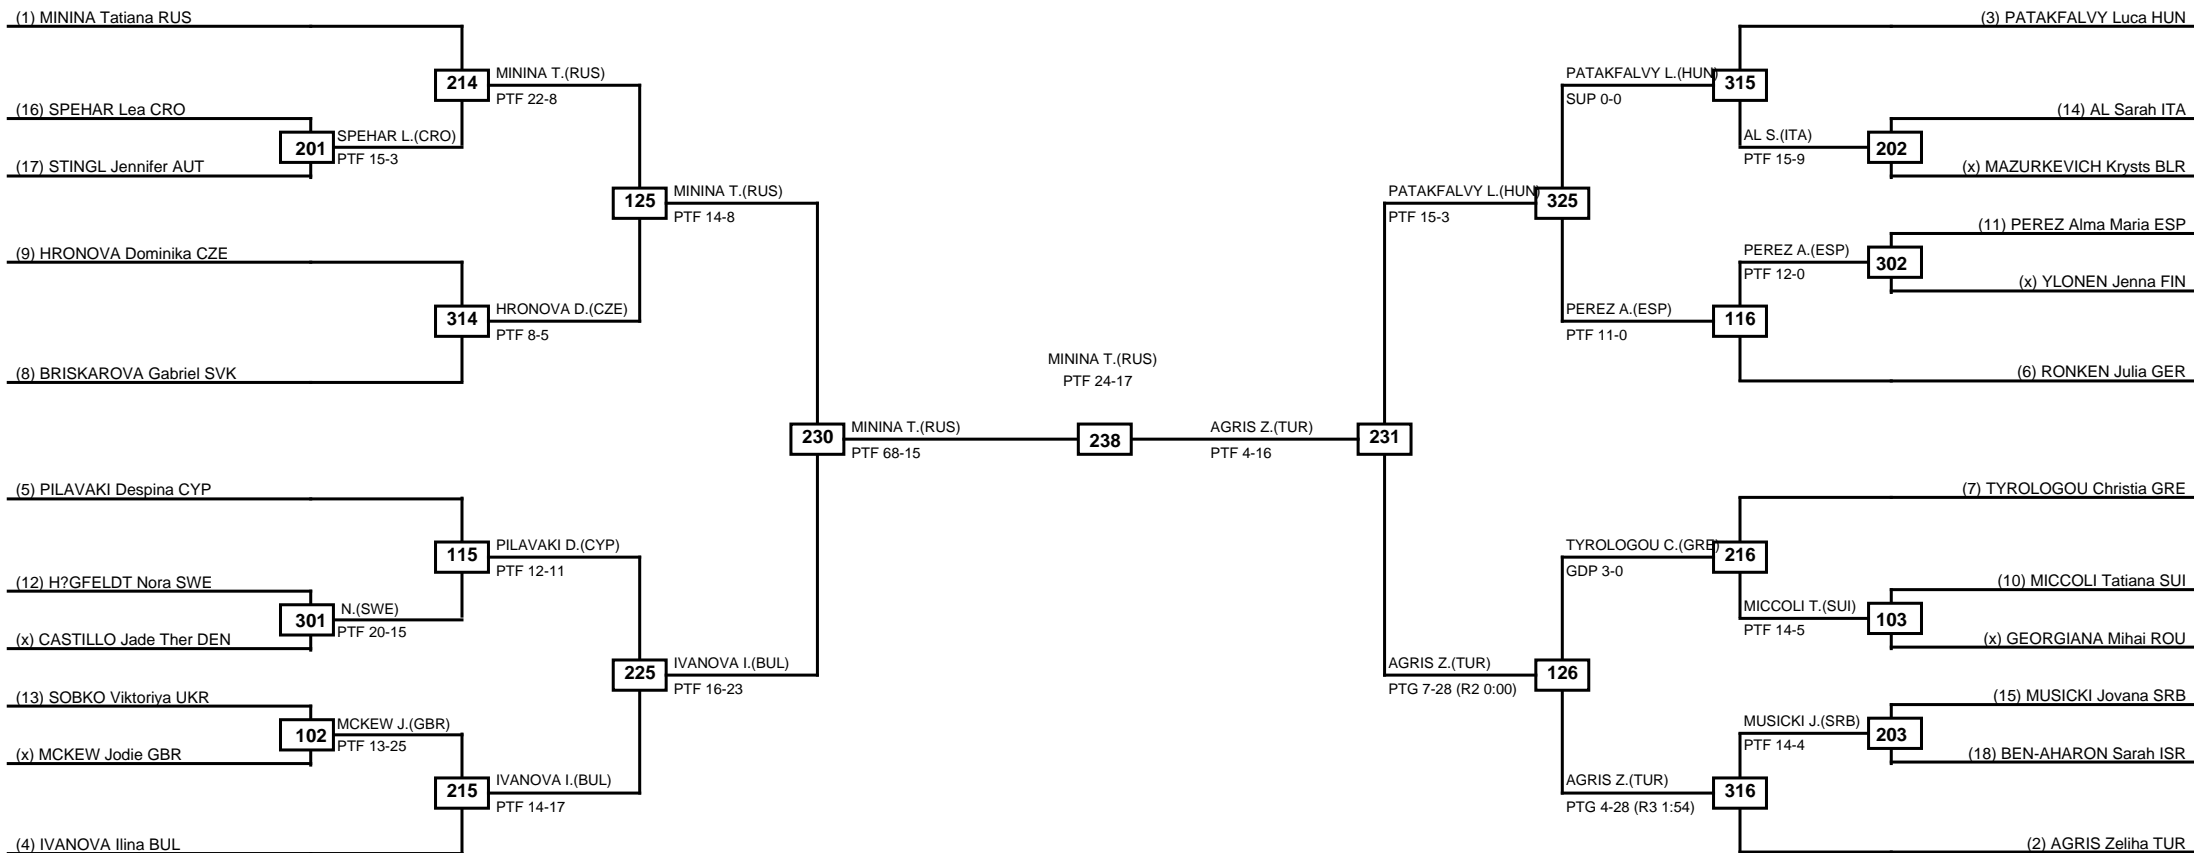 (1) MININA Tatiana RUS
(16) SPEHAR Lea CRO
(17) STINGL Jennifer AUT
(9) HRONOVA Dominika CZE
(8) BRISKAROVA Gabriel SVK
(5) PILAVAKI Despina CYP
(12) H?GFELDT Nora SWE
(x) CASTILLO Jade Ther DEN
(13) SOBKO Viktoriya UKR
(x) MCKEW Jodie GBR
(4) IVANOVA Ilina BUL
201
SPEHAR L.(CRO)
PTF 15-3
301
N.(SWE)
PTF 20-15
102
MCKEW J.(GBR)
PTF 13-25
214
MININA T.(RUS)
PTF 22-8
314
HRONOVA D.(CZE)
PTF 8-5
115
PILAVAKI D.(CYP)
PTF 12-11
215
IVANOVA I.(BUL)
PTF 14-17
125
MININA T.(RUS)
PTF 14-8
225
IVANOVA I.(BUL)
PTF 16-23
230
MININA T.(RUS)
PTF 68-15
MININA T.(RUS)
PTF 24-17
238
AGRIS Z.(TUR)
PTF 4-16
231
PATAKFALVY L.(HUN)
PTF 15-3
325
AGRIS Z.(TUR)
PTG 7-28 (R2 0:00)
126
PATAKFALVY L.(HUN)
SUP 0-0
315
PEREZ A.(ESP)
PTF 11-0
116
TYROLOGOU C.(GRE)
GDP 3-0
216
AGRIS Z.(TUR)
PTG 4-28 (R3 1:54)
316
AL S.(ITA)
PTF 15-9
202
PEREZ A.(ESP)
PTF 12-0
302
MICCOLI T.(SUI)
PTF 14-5
103
MUSICKI J.(SRB)
PTF 14-4
203
(3) PATAKFALVY Luca HUN
(14) AL Sarah ITA
(x) MAZURKEVICH Krysts BLR
(11) PEREZ Alma Maria ESP
(x) YLONEN Jenna FIN
(6) RONKEN Julia GER
(7) TYROLOGOU Christia GRE
(10) MICCOLI Tatiana SUI
(x) GEORGIANA Mihai ROU
(15) MUSICKI Jovana SRB
(18) BEN-AHARON Sarah ISR
(2) AGRIS Zeliha TUR